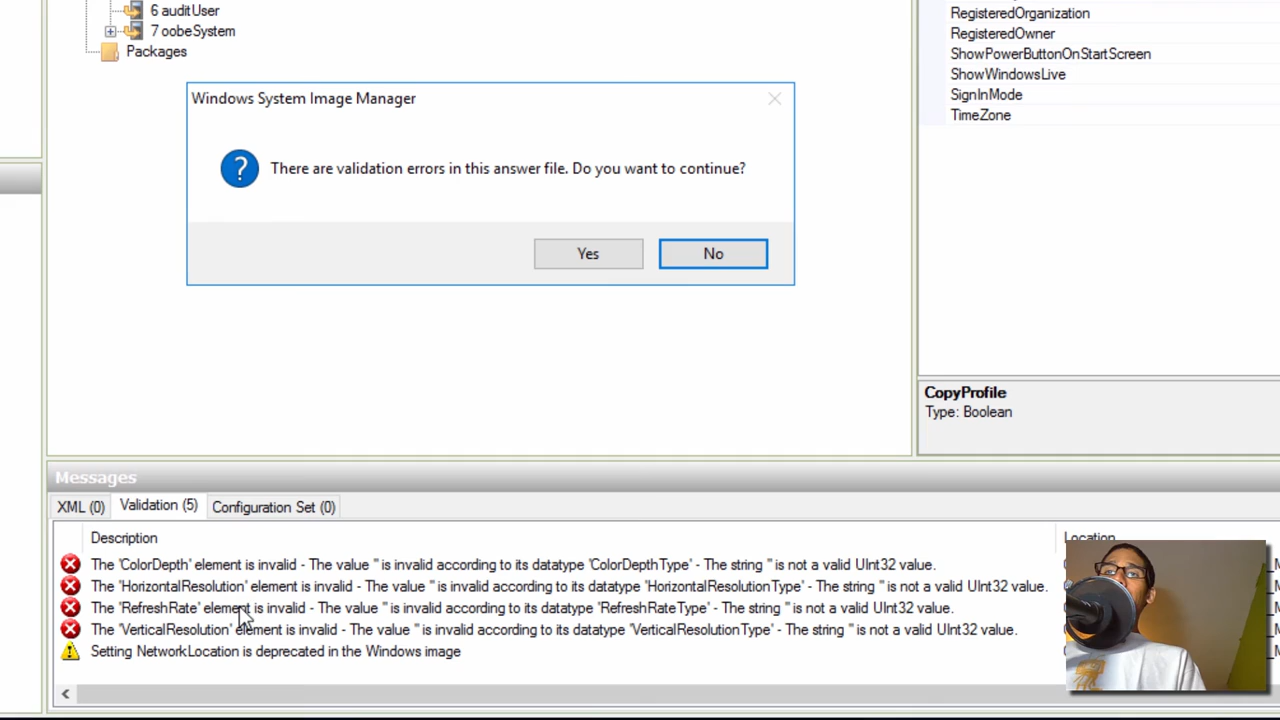 6 auditUser
7 oobeSystem
Packages
RegisteredOrganization
RegisteredOwner
ShowPowerButtonOnStartScreen
ShowWindowsLive
SignInMode
TimeZone
Windows System Image Manager
There are validation errors in this answer file. Do you want to continue?
Yes
No
CopyProfile
Type: Boolean
Messages
XML (0)
Validation (5)
Configuration Set (0)
Description
Location
The 'ColorDepth' element is invalid - The value '' is invalid according to its datatype 'ColorDepthType' - The string '' is not a valid UInt32 value.
The 'HorizontalResolution' element is invalid - The value '' is invalid according to its datatype 'HorizontalResolutionType' - The string '' is not a valid UInt32 value.
The 'RefreshRate' element is invalid - The value '' is invalid according to its datatype 'RefreshRateType' - The string '' is not a valid UInt32 value.
The 'VerticalResolution' element is invalid - The value '' is invalid according to its datatype 'VerticalResolutionType' - The string '' is not a valid UInt32 value.
Setting NetworkLocation is deprecated in the Windows image